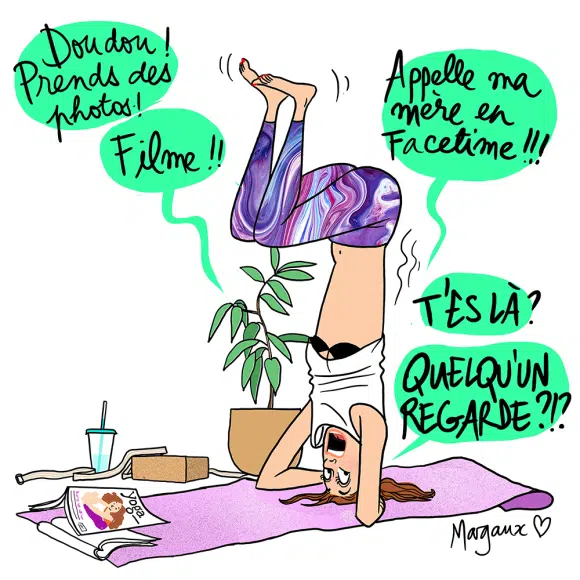 Doudou!
Prends des
photos!
Filme!!
Appelle ma
mère en
Facetime!!!
T'ES LÀ?
QUELQU'UN
REGARDE?!?
yoga
Margaux